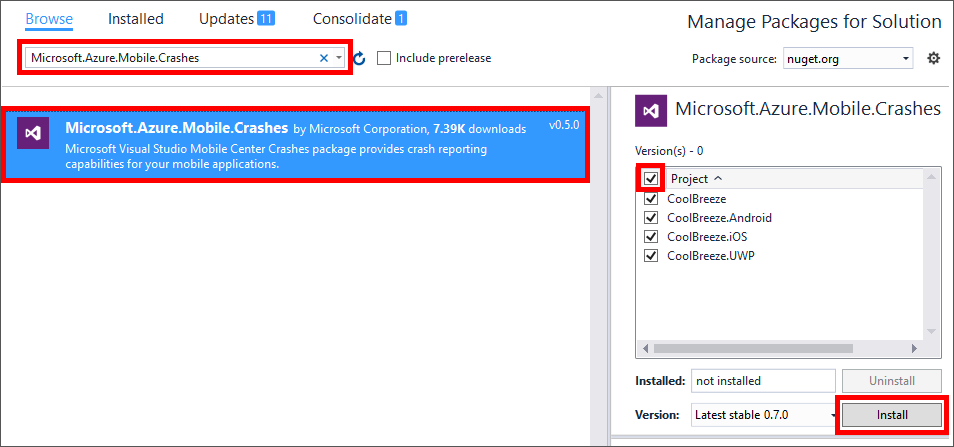 Browse Installed Updates 11 Consolidate 1
Manage Packages for Solution
Microsoft.Azure.Mobile.Crashes
Include prerelease
Package source: nuget.org
Microsoft.Azure.Mobile.Crashes by Microsoft Corporation, 7.39K downloads v0.5.0
Microsoft Visual Studio Mobile Center Crashes package provides crash reporting
capabilities for your mobile applications.
Microsoft.Azure.Mobile.Crashes
Version(s) - 0
Project
CoolBreeze
CoolBreeze.Android
CoolBreeze.iOS
CoolBreeze.UWP
Installed: not installed Uninstall
Version: Latest stable 0.7.0 Install